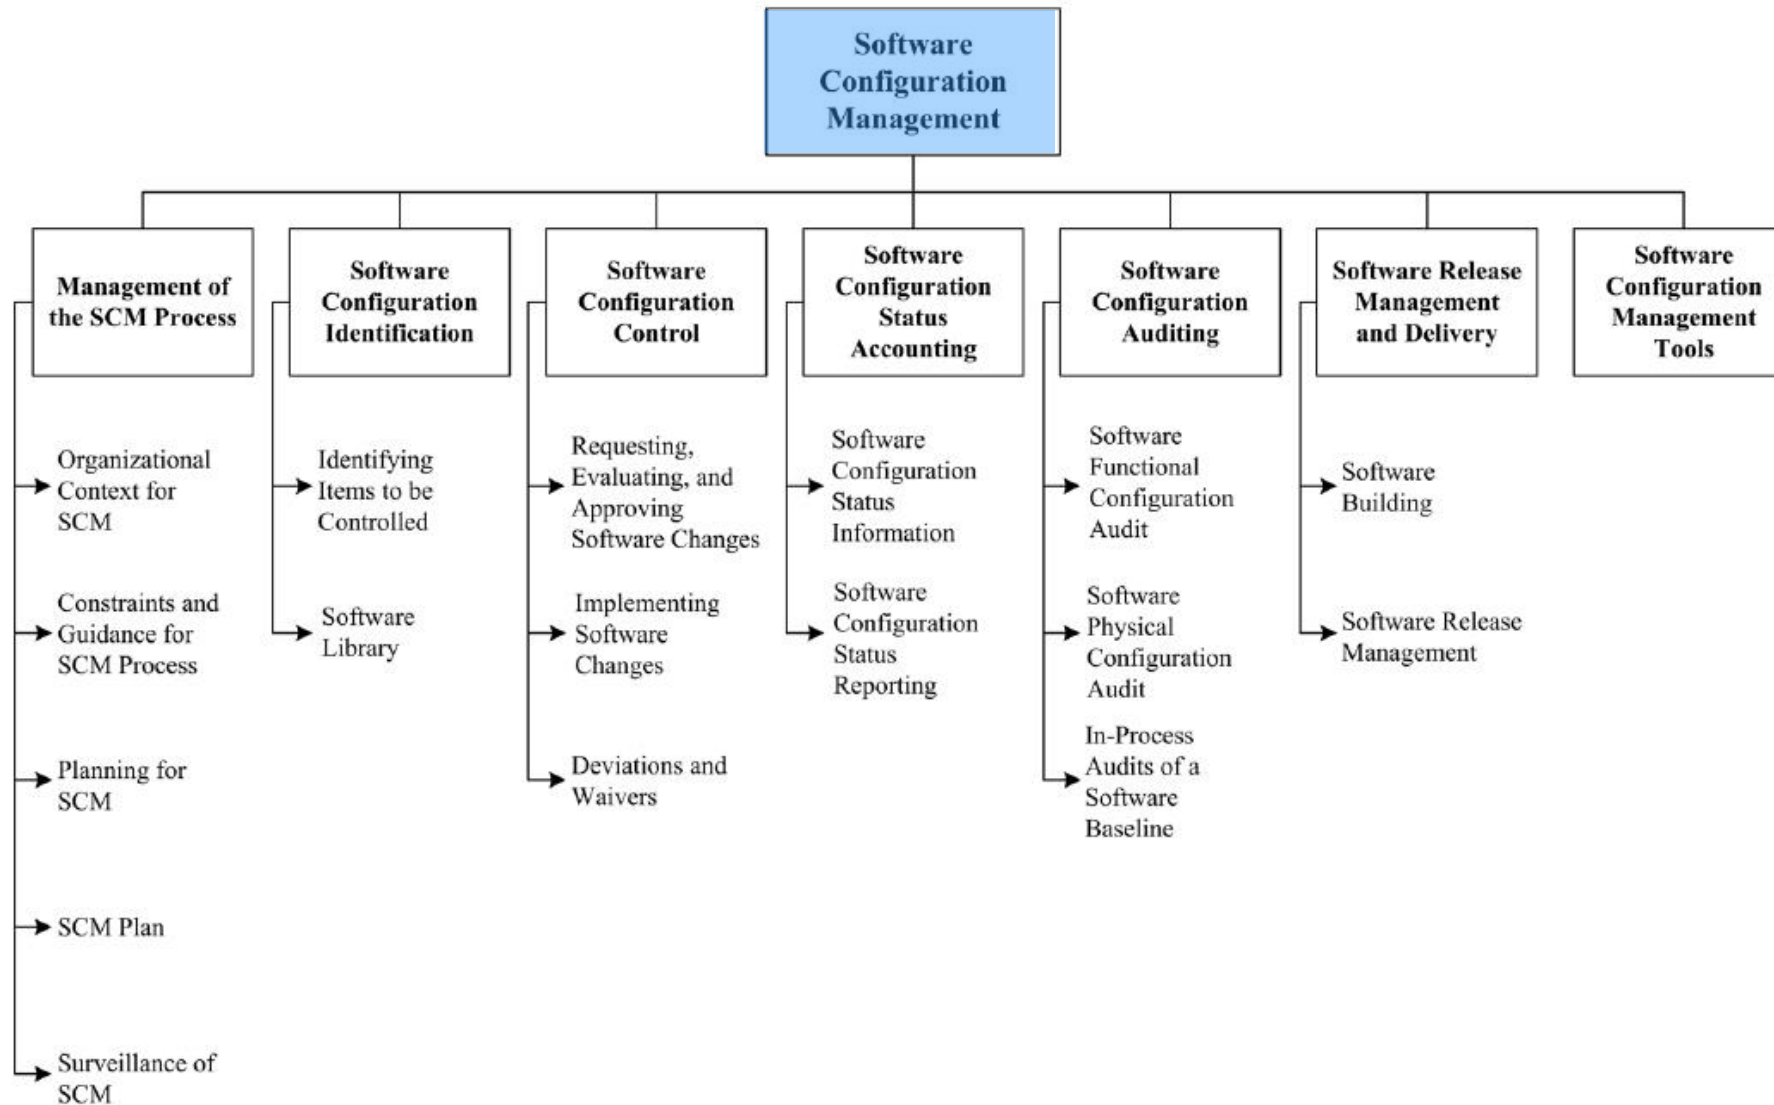 Software
Configuration
Management
Management of
the SCM Process
Software
Configuration
Identification
Software
Configuration
Control
Software
Configuration
Status
Accounting
Software
Configuration
Auditing
Software Release
Management
and Delivery
Software
Configuration
Management
Tools
Organizational
Context for
SCM
Constraints and
Guidance for
SCM Process
Planning for
SCM
SCM Plan
Surveillance of
SCM
Identifying
Items to be
Controlled
Software
Library
Requesting,
Evaluating, and
Approving
Software Changes
Implementing
Software
Changes
Deviations and
Waivers
Software
Configuration
Status
Information
Software
Configuration
Status
Reporting
Software
Functional
Configuration
Audit
Software
Physical
Configuration
Audit
In-Process
Audits of a
Software
Baseline
Software
Building
Software Release
Management